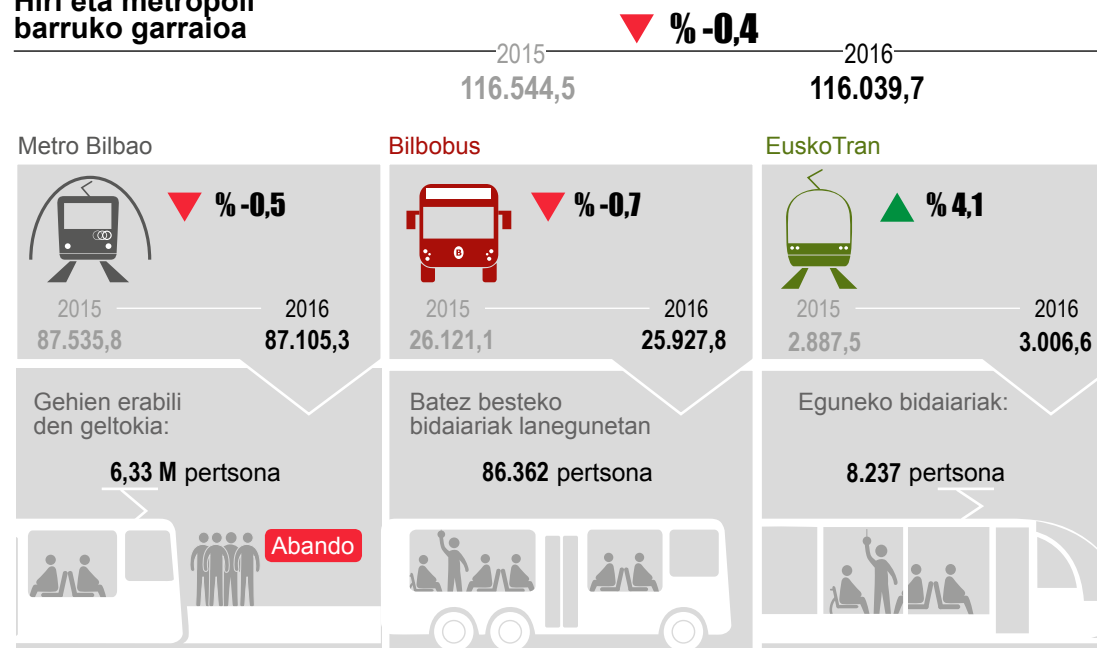 Hiri eta metropoli
barruko garraioa
% -0,4
2015
2016
116.544,5
116.039,7
Metro Bilbao
% -0,5
2015
2016
87.535,8
87.105,3
Gehien erabili
den geltokia:
6,33 M pertsona
Abando
Bilbobus
% -0,7
B
2015
2016
26.121,1
25.927,8
Batez besteko
bidaiariak lanegunetan
86.362 pertsona
EuskoTran
% 4,1
2015
2016
2.887,5
3.006,6
Eguneko bidaiariak:
8.237 pertsona